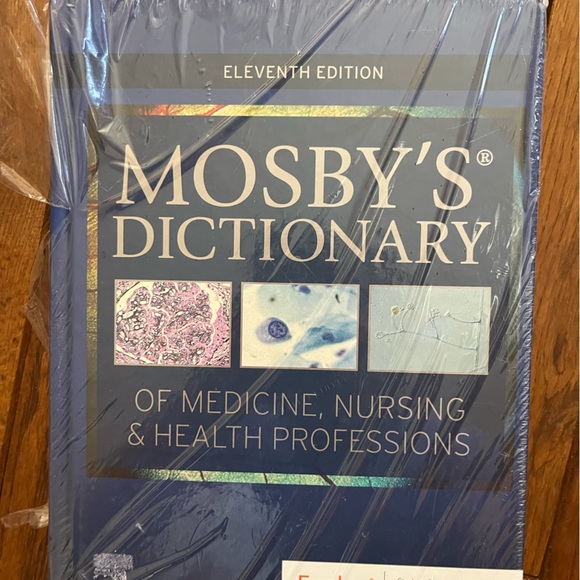 ELEVENTH EDITION
MOSBY'S®
DICTIONARY
OF MEDICINE, NURSING
& HEALTH PROFESSIONS